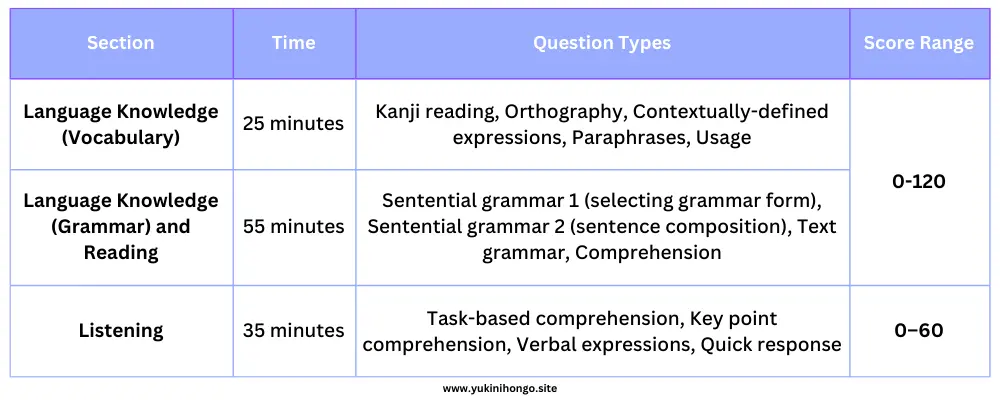 Section
Time
Question Types
Score Range
Language Knowledge
(Vocabulary)
25 minutes
Kanji reading, Orthography, Contextually-defined
expressions, Paraphrases, Usage
0-120
Language Knowledge
(Grammar) and
Reading
55 minutes
Sentential grammar 1 (selecting grammar form),
Sentential grammar 2 (sentence composition), Text
grammar, Comprehension
Listening
35 minutes
Task-based comprehension, Key point
comprehension, Verbal expressions, Quick response
0–60
www.yukinihongo.site